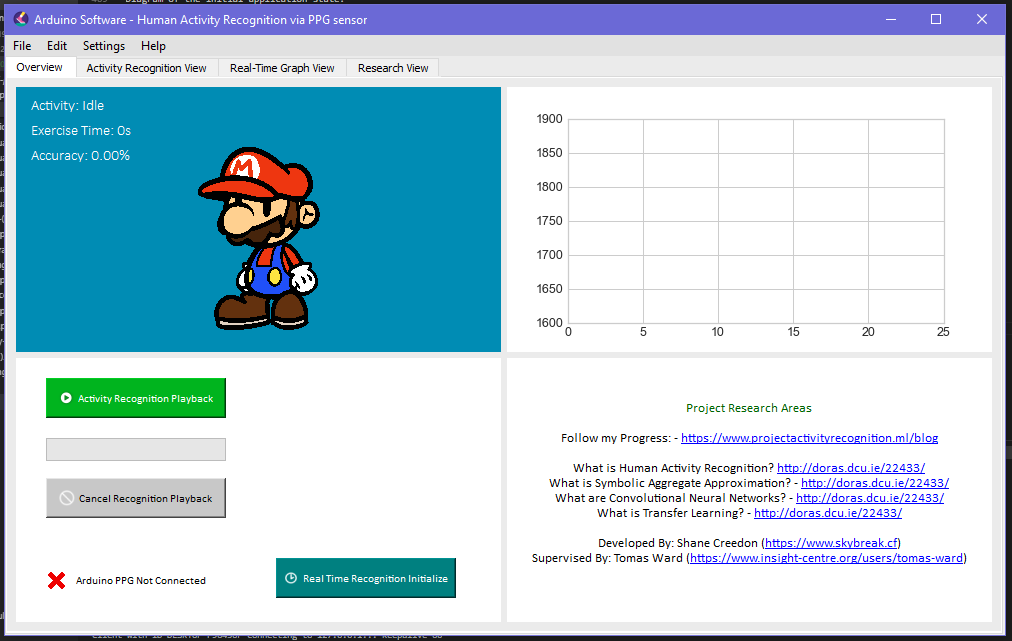 Diagram of the initial application state.
Arduino Software - Human Activity Recognition via PPG sensor
File Edit Settings Help
Overview Activity Recognition View Real-Time Graph View Research View
Activity: Idle
Exercise Time: 0s
Accuracy: 0.00%
M
1900
1850
1800
1750
1700
1650
1600
0 5 10 15 20 25
Activity Recognition Playback
Cancel Recognition Playback
Arduino PPG Not Connected
Real Time Recognition Initialize
Project Research Areas
Follow my Progress: - https://www.projectactivityrecognition.ml/blog
What is Human Activity Recognition? http://doras.dcu.ie/22433/
What is Symbolic Aggregate Approximation? - http://doras.dcu.ie/22433/
What are Convolutional Neural Networks? - http://doras.dcu.ie/22433/
What is Transfer Learning? - http://doras.dcu.ie/22433/
Developed By: Shane Creedon (https://www.skybreak.cf)
Supervised By: Tomas Ward (https://www.insight-centre.org/users/tomas-ward)